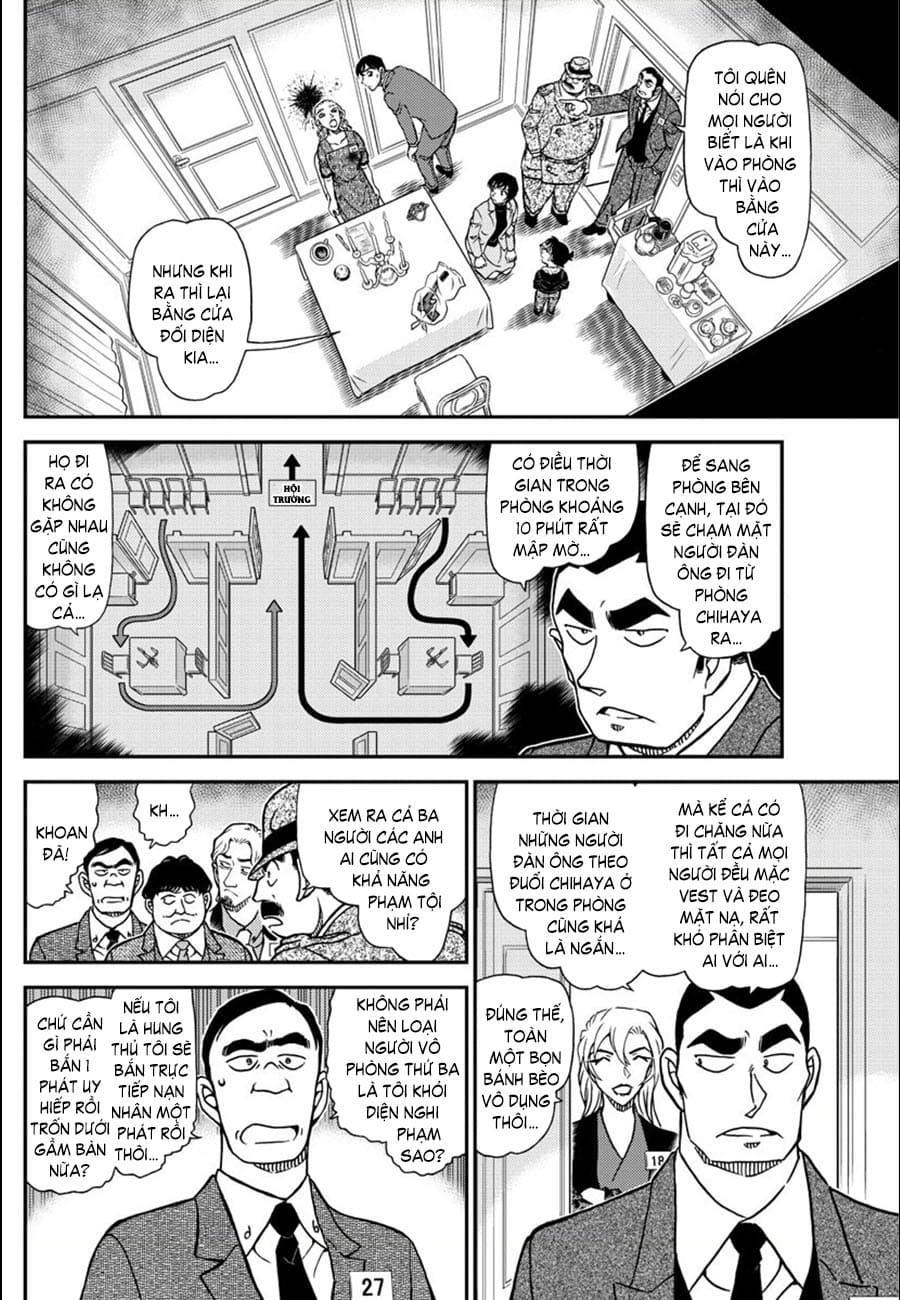 TÔI QUÊN
NÓI CHO
MỌI NGƯỜI
BIẾT LÀ KHI
VÀO PHÒNG
THÌ VÀO
BẰNG
CỬA
NÀY...
NHƯNG KHI
RA THÌ LẠI
BẰNG CỬA
ĐỐI DIỆN
KIA...
ĐỂ SANG
PHÒNG BÊN
CẠNH, TẠI ĐÓ
SẼ CHẠM MẶT
NGƯỜI ĐÀN
ÔNG ĐI TỪ
PHÒNG
CHIHAYA
RA...
CÓ ĐIỀU THỜI
GIAN TRONG
PHÒNG KHOẢNG
10 PHÚT RẤT
MẬP MỜ...
HỘI
TRƯỜNG
HỌ ĐI
RA CÓ
KHÔNG
GẶP NHAU
CŨNG
KHÔNG
CÓ GÌ LẠ
CẢ...
MÀ KỂ CẢ CÓ
ĐI CHĂNG NỮA
THÌ TẤT CẢ MỌI
NGƯỜI ĐỀU MẶC
VEST VÀ ĐEO
MẶT NẠ, RẤT
KHÓ PHÂN BIỆT
AI VỚI AI...
THỜI GIAN
NHỮNG NGƯỜI
ĐÀN ÔNG THEO
ĐUỔI CHIHAYA Ở
TRONG PHÒNG
CŨNG KHÁ
LÀ NGẮN...
ĐÚNG THẾ,
TOÀN
MỘT BỌN
BÁNH BÈO
VÔ DỤNG
THÔI...
18
XEM RA CẢ BA
NGƯỜI CÁC ANH
AI CŨNG CÓ
KHẢ NĂNG
PHẠM TỘI
NHỈ?
KH...
KHOAN
ĐÃ!
KHÔNG PHẢI
NÊN LOẠI
NGƯỜI VÔ
PHÒNG THỨ BA
LÀ TÔI KHỎI
DIỆN NGHI
PHẠM
SAO?
NẾU TÔI
LÀ HUNG
THỦ TÔI SẼ
BẮN TRỰC
TIẾP NẠN
NHÂN MỘT
PHÁT RỒI
THÔI...
CHỨ CẦN
GÌ PHẢI
BẮN 1
PHÁT UY
HIẾP RỒI
TRỐN DƯỚI
GẦM BÀN
NỮA?
27